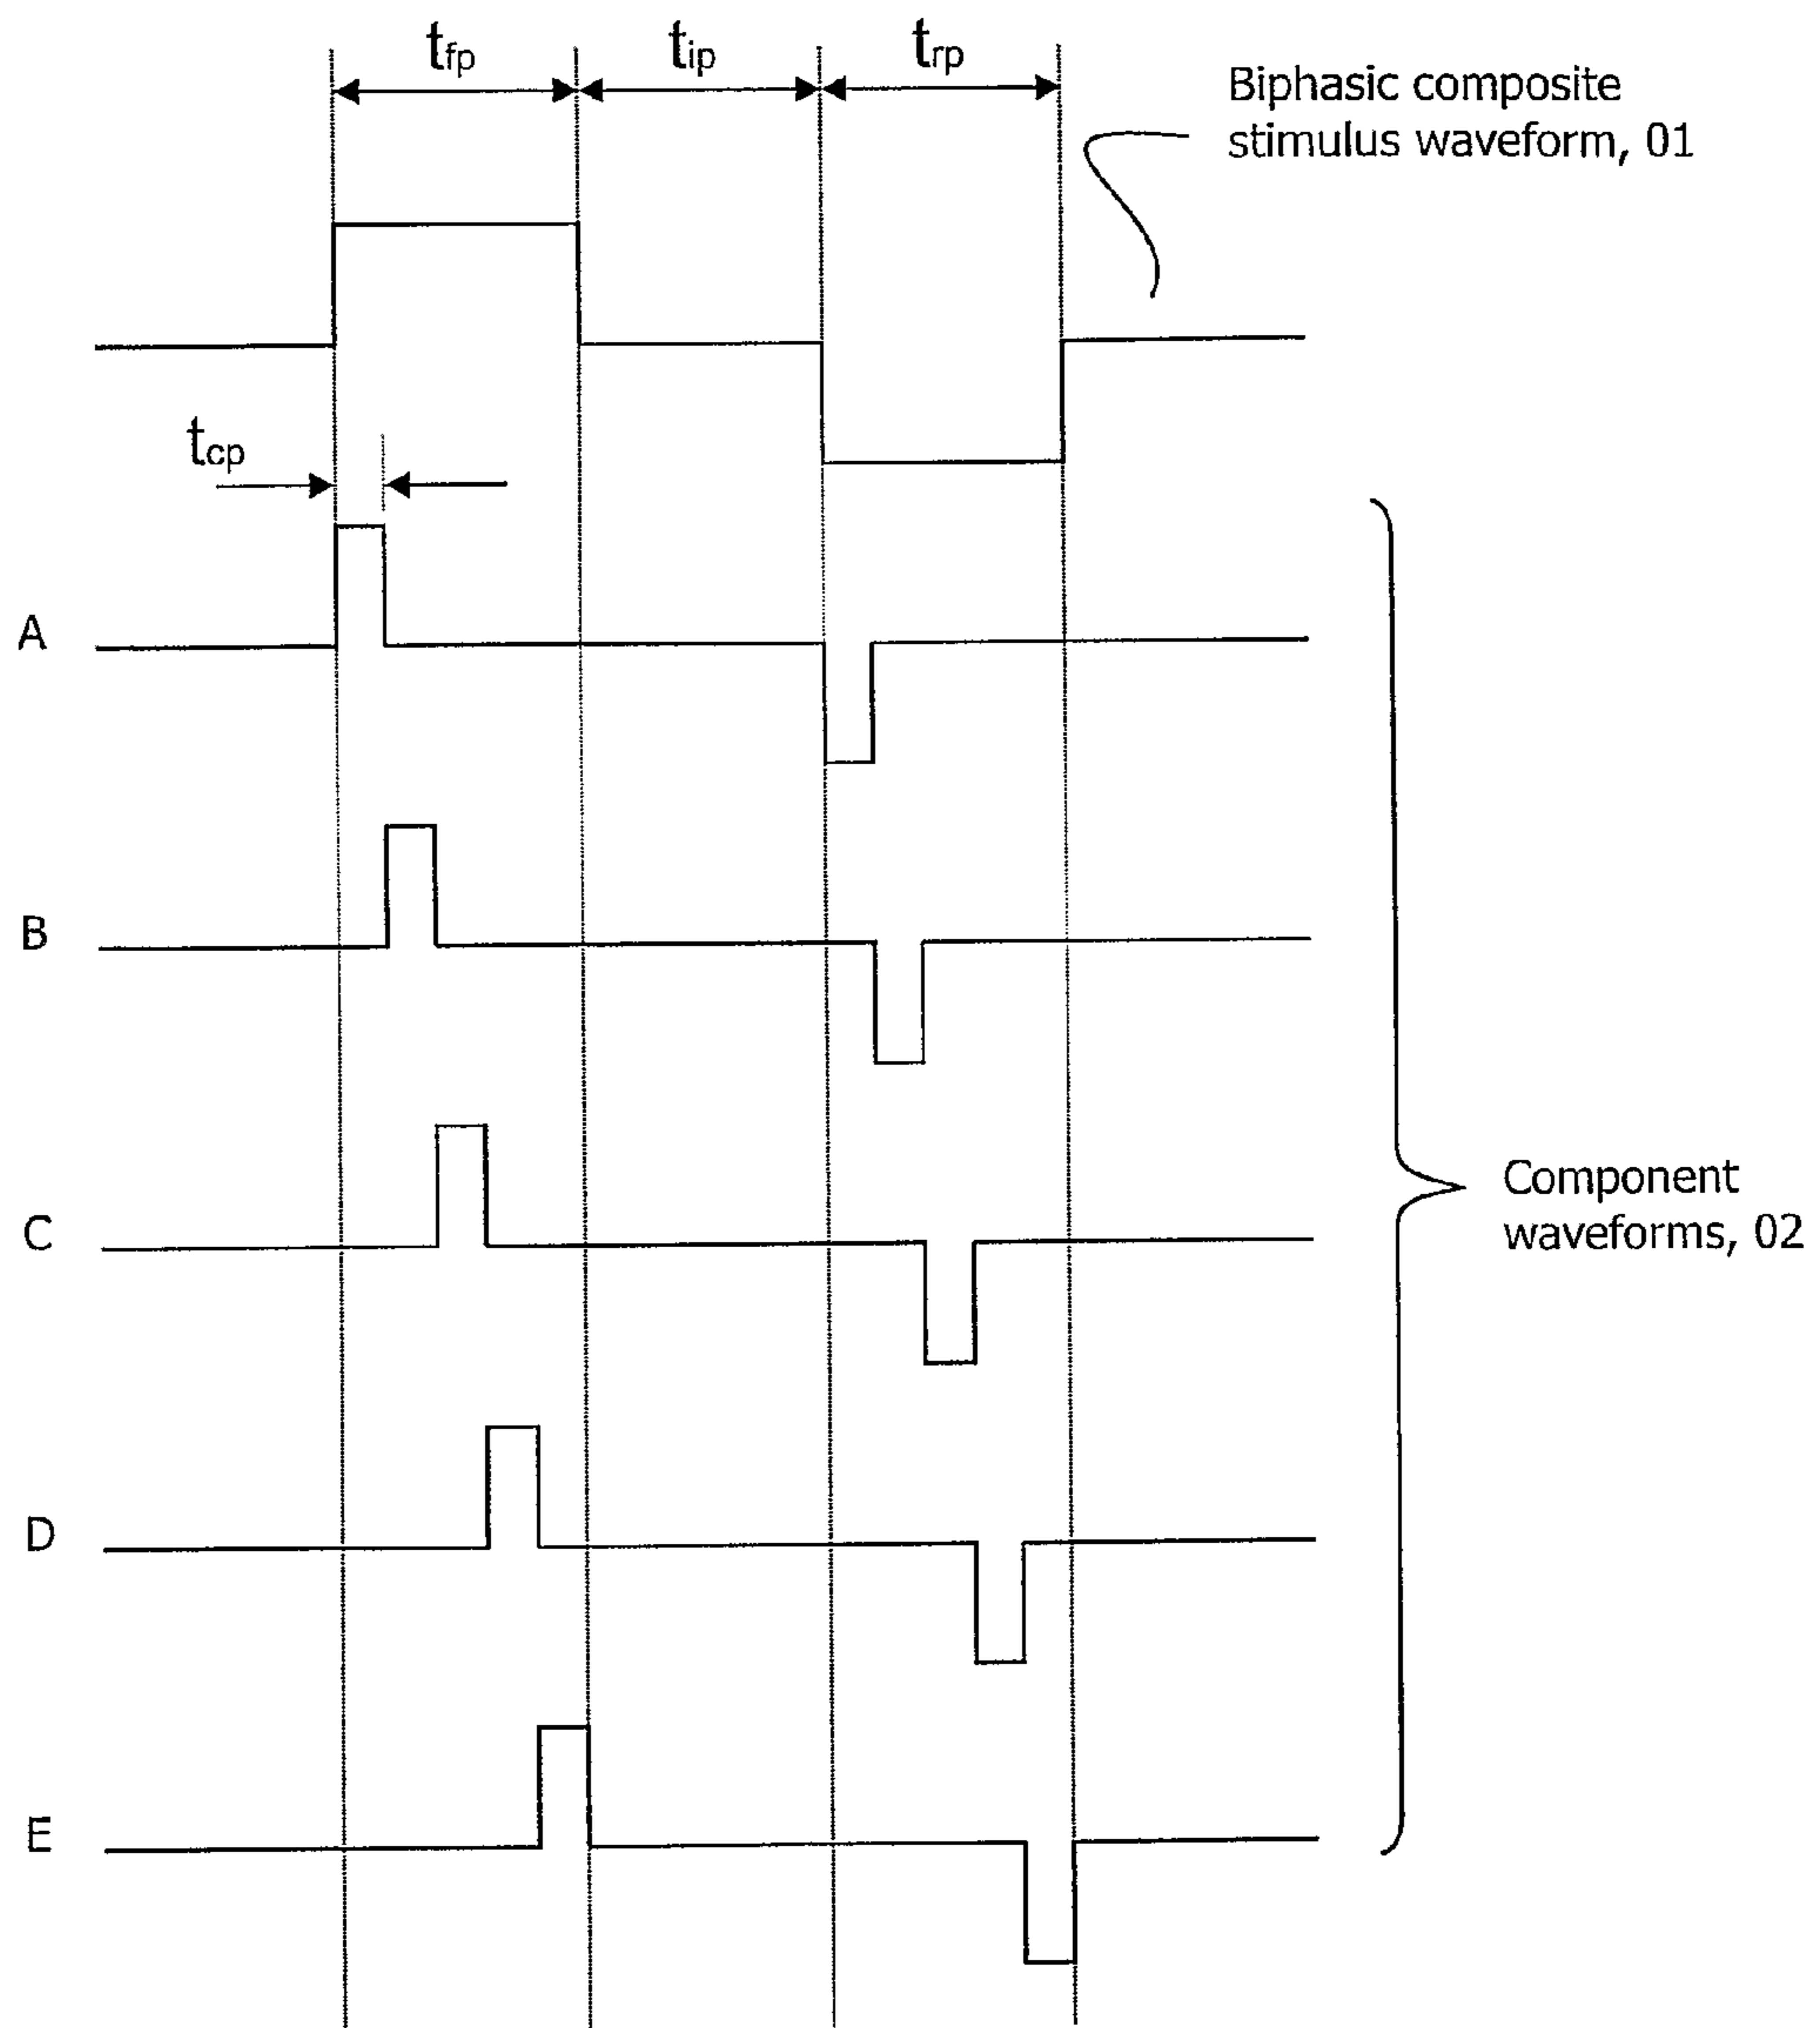 tfp
tip
trp
Biphasic composite
stimulus waveform, 01
tcp
A
B
C
Component
waveforms, 02
D
E